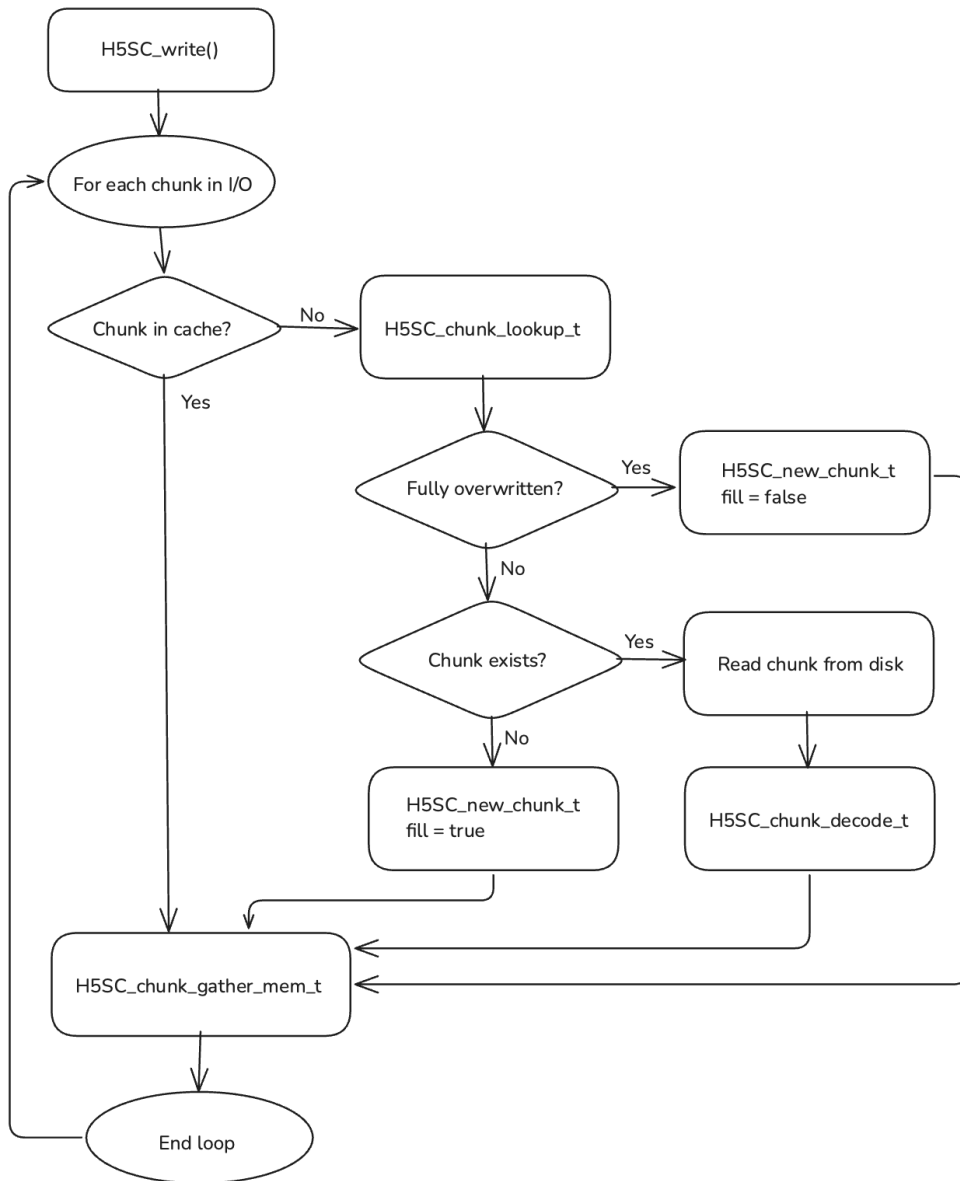 H5SC_write()
For each chunk in I/O
Chunk in cache?
No
H5SC_chunk_lookup_t
Yes
Fully overwritten?
Yes
H5SC_new_chunk_t
fill = false
No
Chunk exists?
Yes
Read chunk from disk
No
H5SC_new_chunk_t
fill = true
H5SC_chunk_decode_t
H5SC_chunk_gather_mem_t
End loop